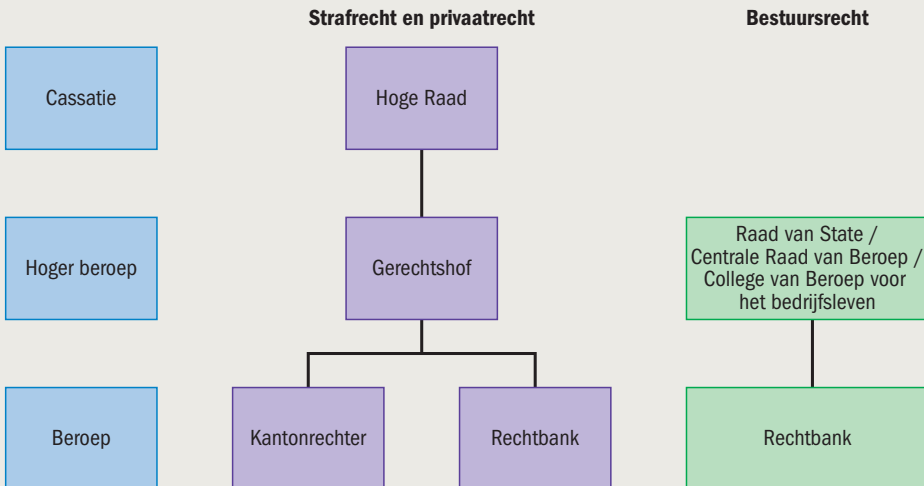 Strafrecht en privaatrecht
Bestuursrecht
Cassatie
Hoge Raad
Hoger beroep
Gerechtshof
Raad van State /
Centrale Raad van Beroep /
College van Beroep voor
het bedrijfsleven
Beroep
Kantonrechter
Rechtbank
Rechtbank